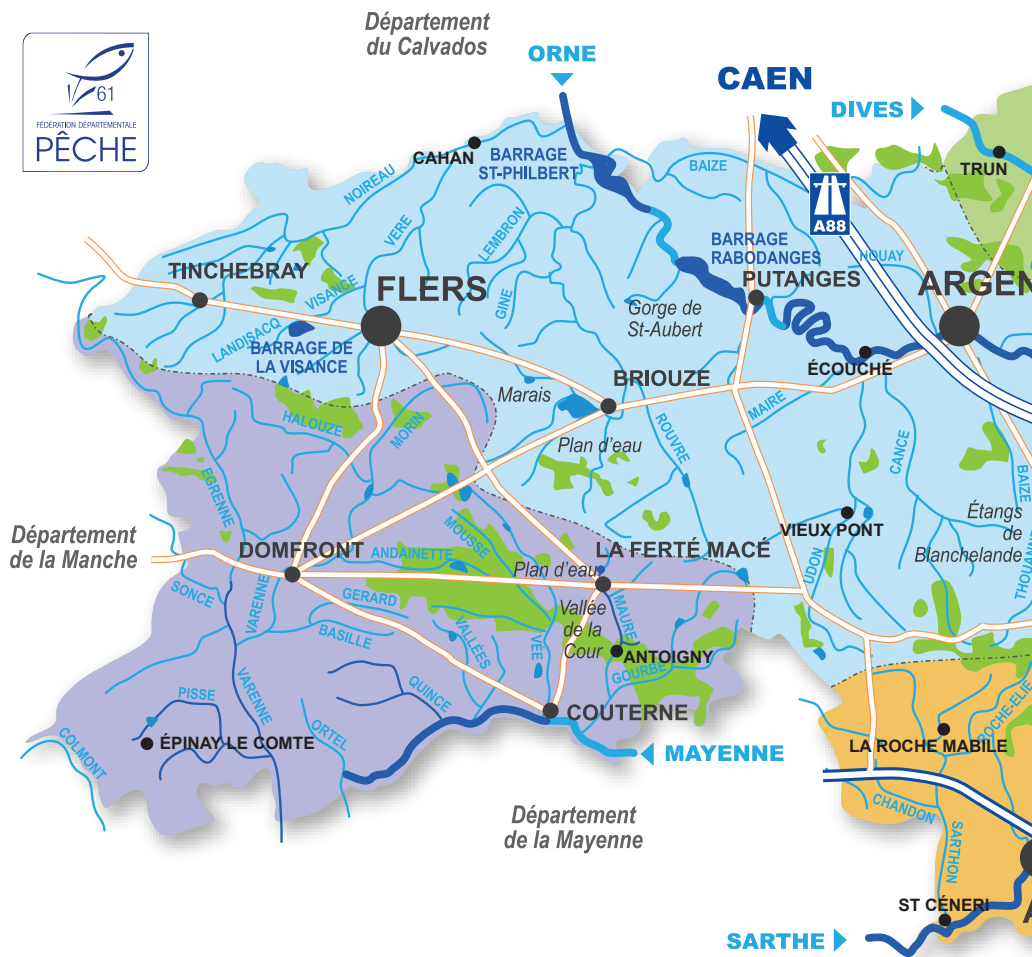 Département
du Calvados
ORNE
CAEN
DIVES
61
FÉDÉRATION DÉPARTEMENTALE
PÊCHE
CAHAN
BARRAGE
ST-PHILBERT
BAIZE
TRUN
NOIREAU
VERE
LEMBRON
A88
BARRAGE
RABODANGES
HOUAY
TINCHEBRAY
VISANCE
FLERS
GINE
PUTANGES
ARGEN
Gorge de
St-Aubert
LANDISACQ
BARRAGE DE
LA VISANCE
ÉCOUCHÉ
BRIOUZE
Marais
MAIRE
HALOUZE
MORIN
Plan d'eau
ROUVRE
CANCE
BAIZE
EGRENNE
Étangs
de
Blanchelande
VIEUX PONT
MOUSSE
Département
de la Manche
DOMFRONT
ANDAINETTE
LA FERTÉ MACÉ
Plan d'eau
UDON
THOUANE
SONCE
VARENNE
GERARD
BASILLE
VALLÉES
VÉE
Vallée
de la
Cour
MAURE
ANTOIGNY
GOURBE
PISSE
VARENNE
ORTEL
QUINCE
COUTERNE
ROCHE-ELIE
COLMONT
ÉPINAY LE COMTE
MAYENNE
LA ROCHE MABILE
Département
de la Mayenne
CHANDON
SARTHON
ST CÉNERI
A
SARTHE